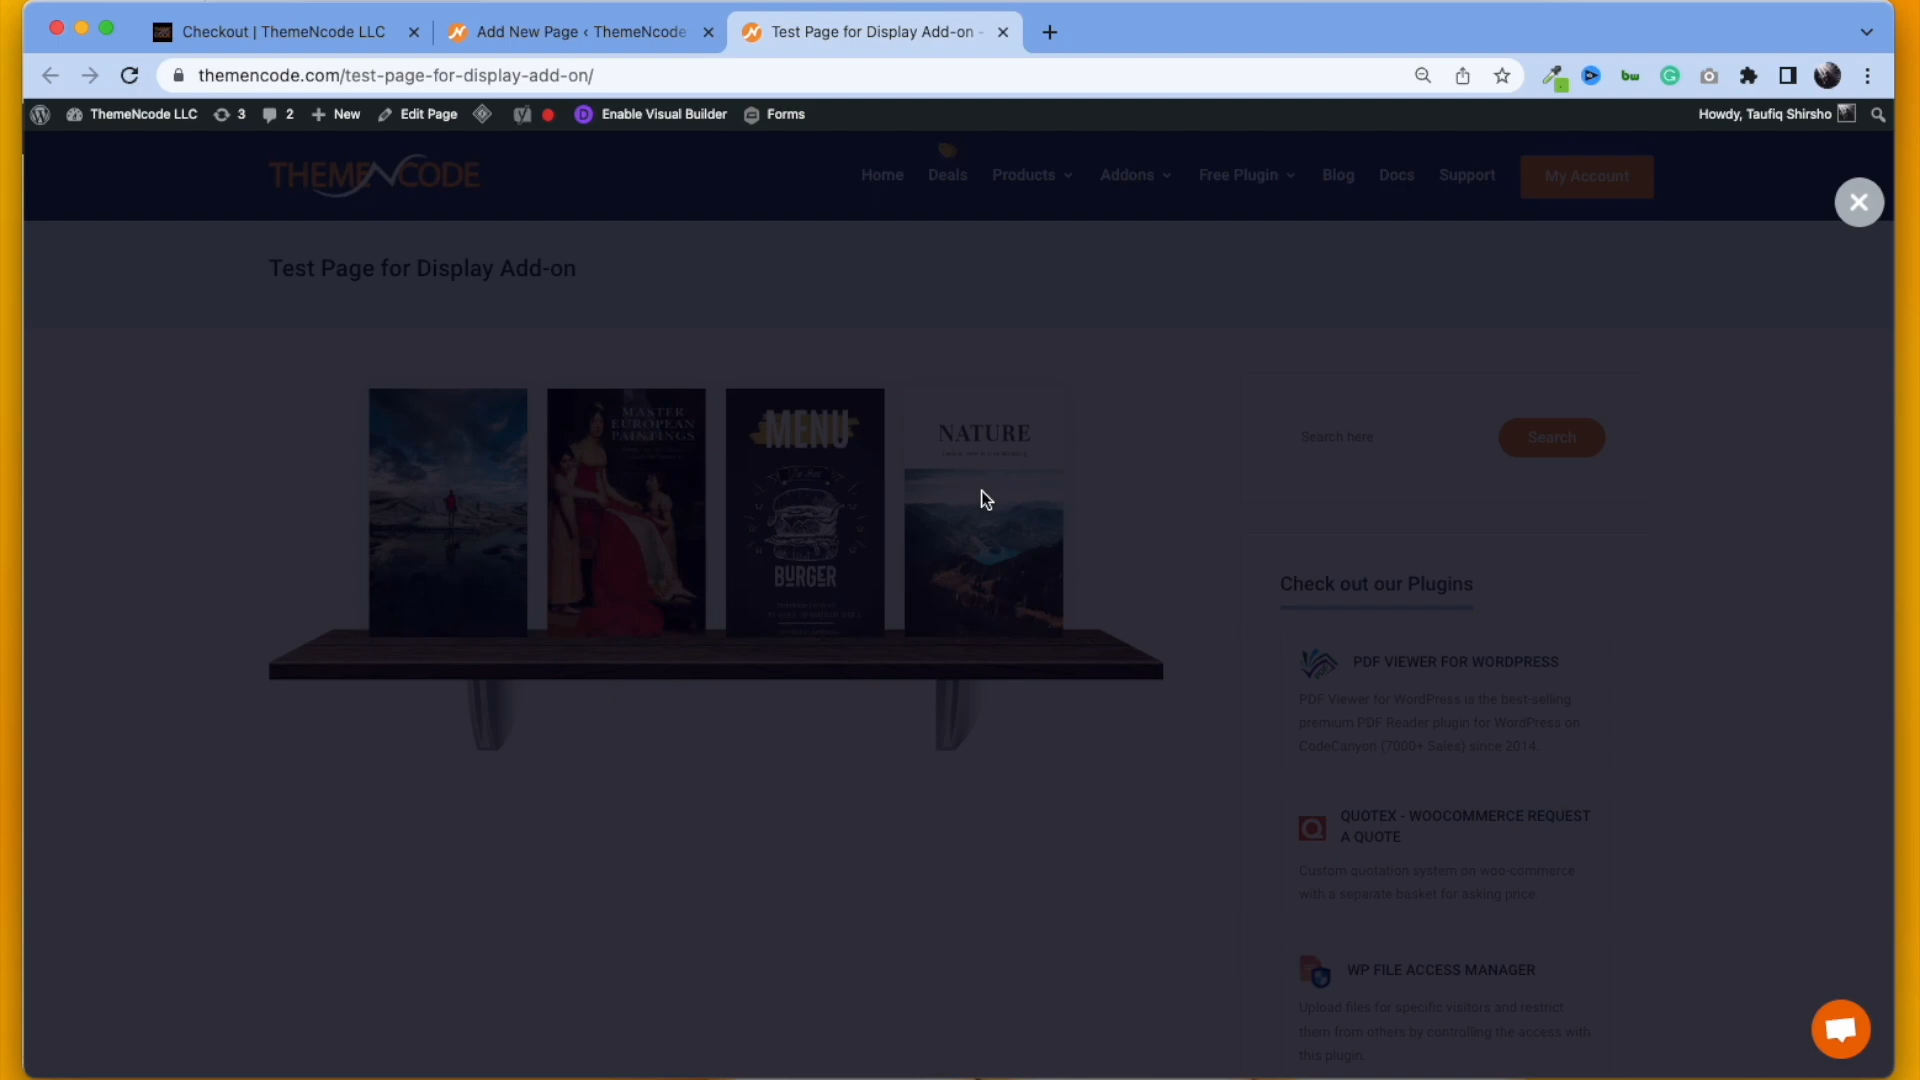 Checkout | ThemeNcode LLC
Add New Page ‹ ThemeNcode
Test Page for Display Add-on -
themencode.com/test-page-for-display-add-on/
bw
ThemeNcode LLC 3 2 New Edit Page Enable Visual Builder Forms
Howdy, Taufiq Shirsho
THEMENCODE
Home Deals Products Addons Free Plugin Blog Docs Support My Account
Test Page for Display Add-on
MASTER
EUROPEAN
PAINTINGS
MENU
BURGER
NATURE
Search here
Search
Check out our Plugins
PDF VIEWER FOR WORDPRESS
PDF Viewer for WordPress is the best-selling
premium PDF Reader plugin for WordPress on
CodeCanyon (7000+ Sales) since 2014.
QUOTEX - WOOCOMMERCE REQUEST
A QUOTE
Custom quotation system on woo-commerce
with a separate basket for asking price
WP FILE ACCESS MANAGER
Upload files for specific visitors and restrict
them from others by controlling the access with
this plugin.